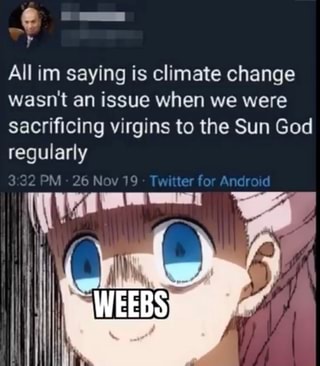 All im saying is climate change
wasn't an issue when we were
sacrificing virgins to the Sun God
regularly
3:32 PM · 26 Nov 19 · Twitter for Android
WEEBS